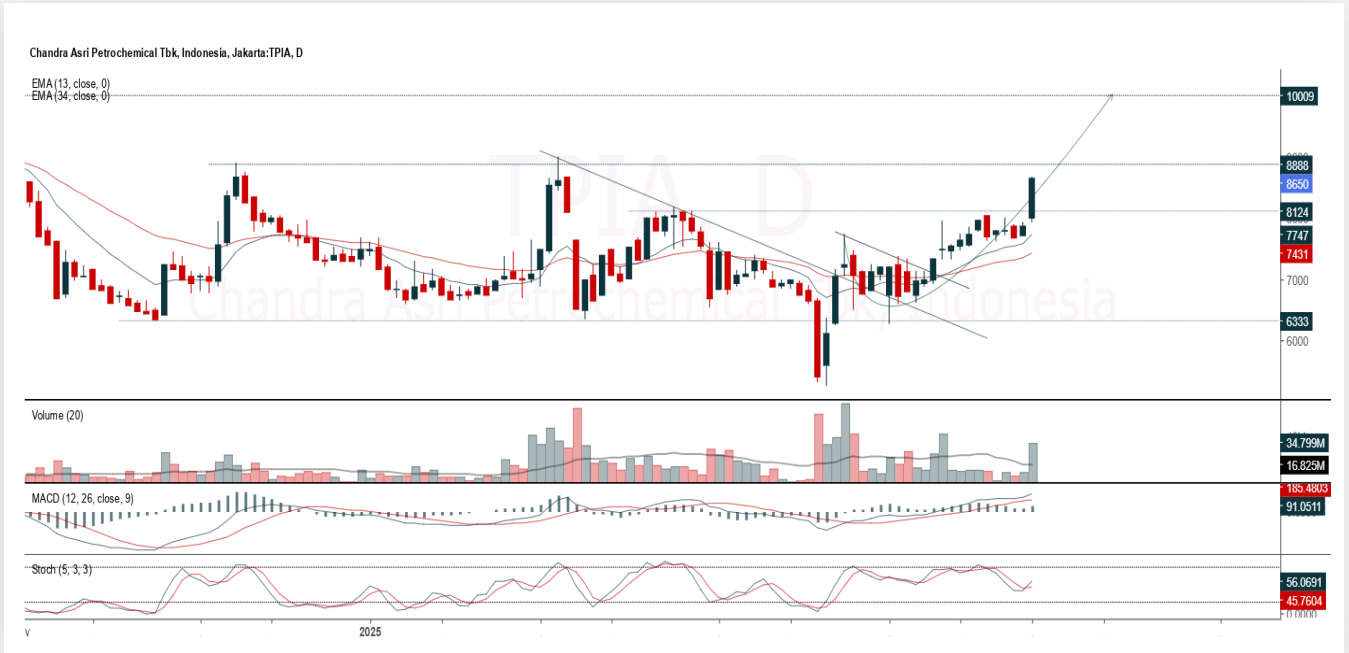 Chandra Asri Petrochemical Tbk, Indonesia, Jakarta:TPIA, D
EMA (13, close, 0)
EMA (34, close, 0)
10009
TPIA, D
8888
8650
8124
7747
7431
7000
Chandra Asri Petrochemical Tbk, Indonesia
6333
6000
Volume (20)
34.799M
16.825M
MACD (12, 26, close, 9)
185.4803
91.0511
Stoch (5, 3, 3)
56.0691
45.7604
0.0000
2025